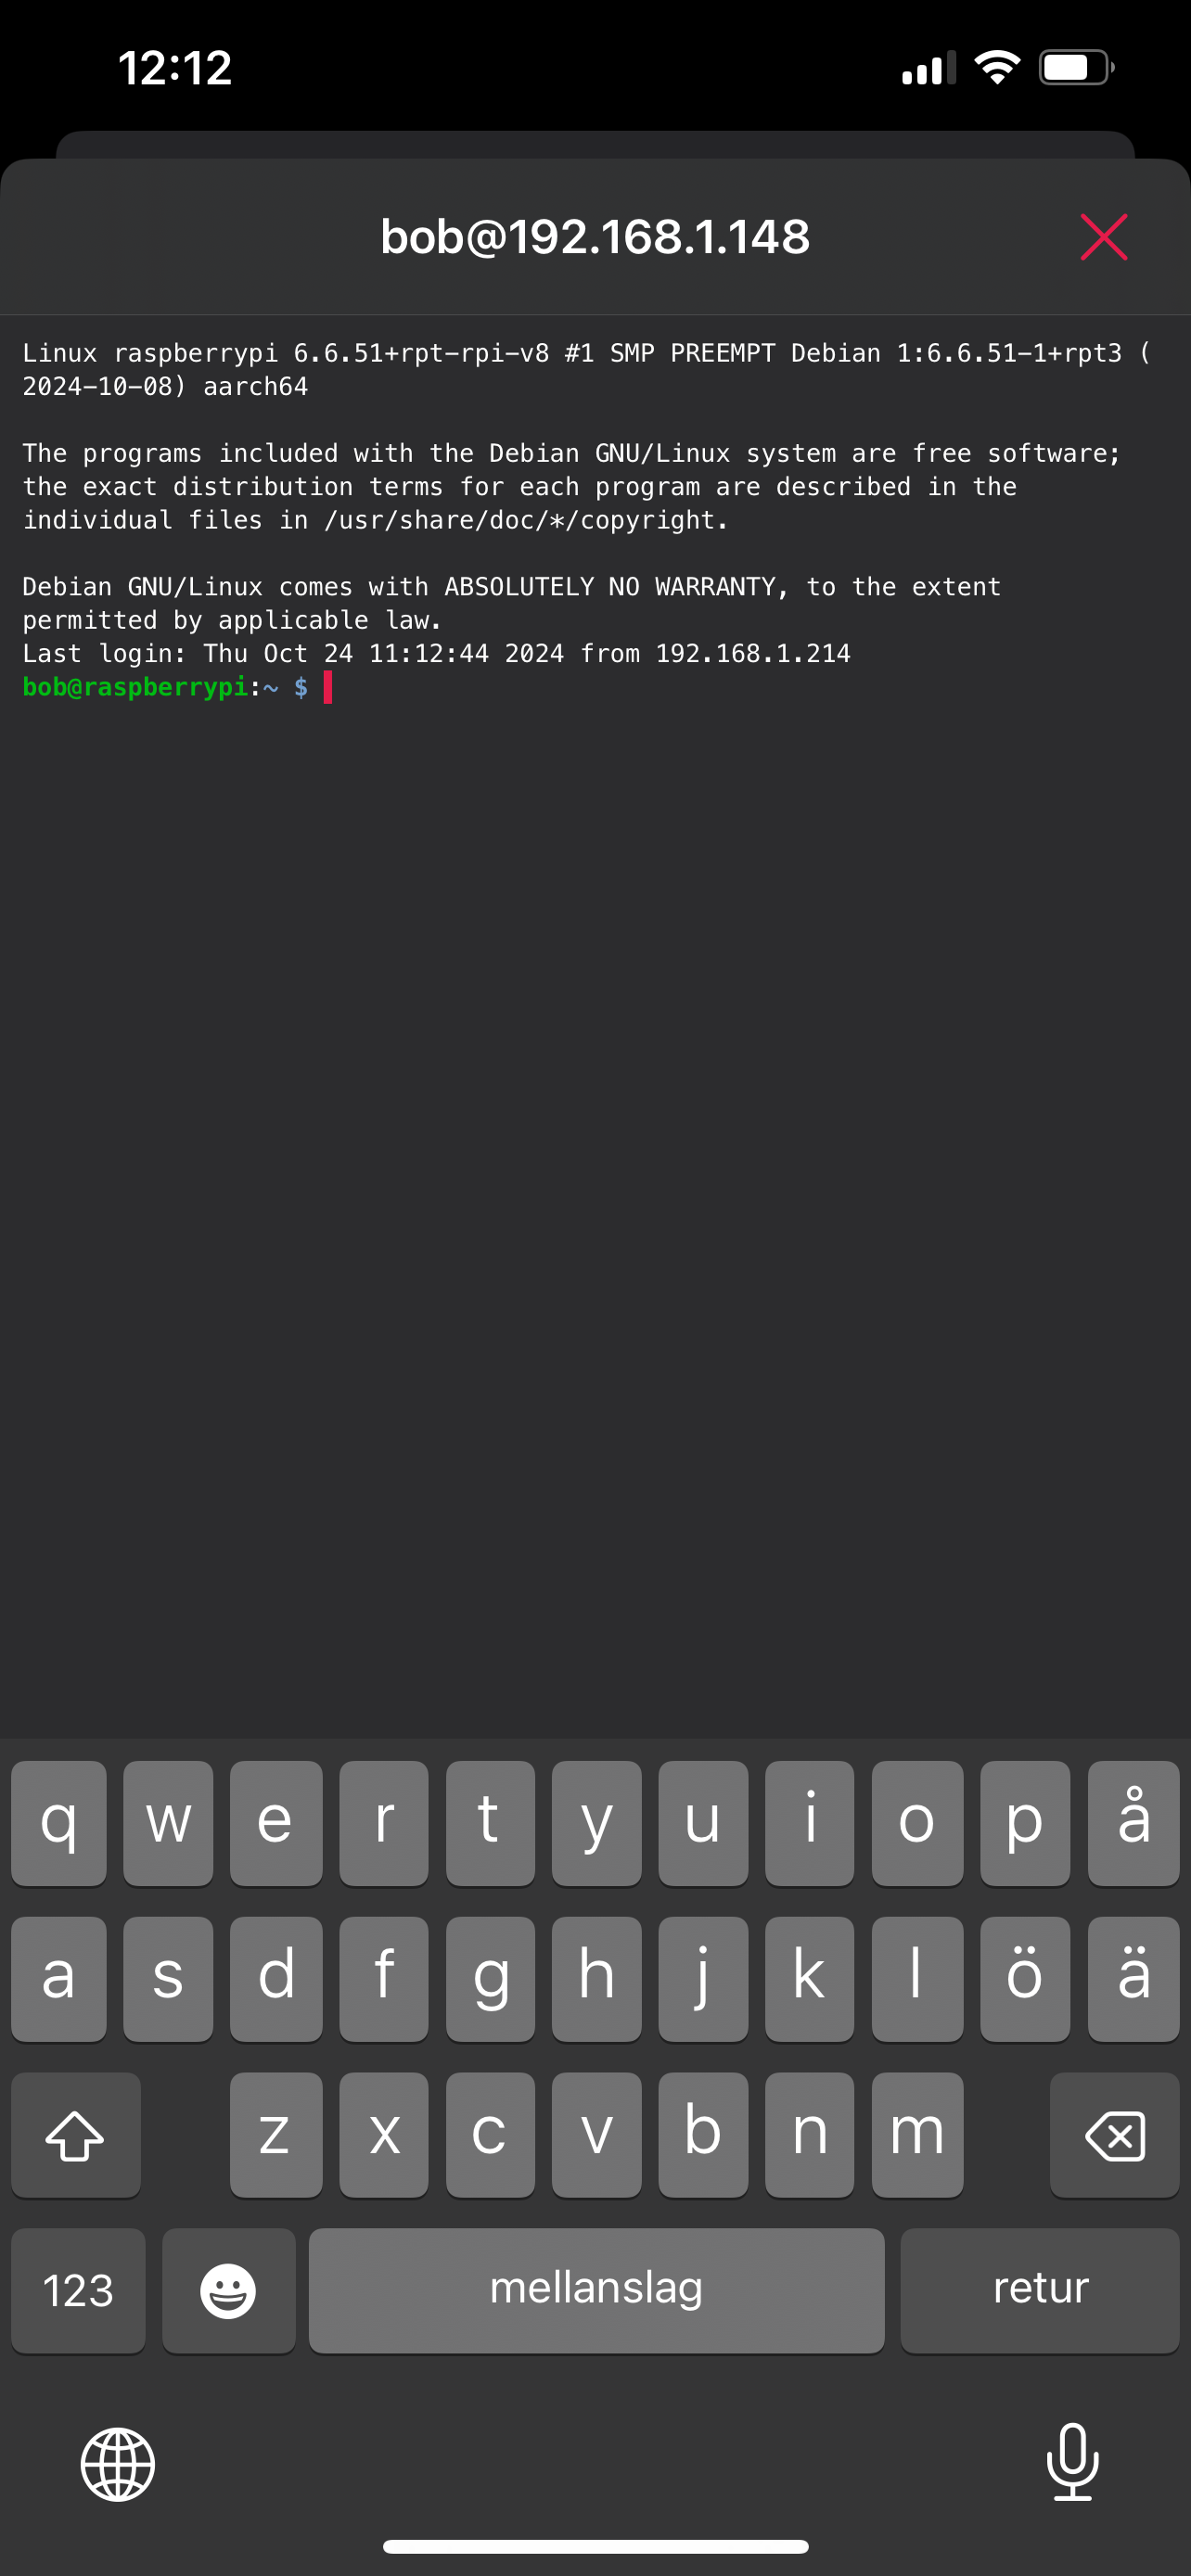 12:12
bob@192.168.1.148
Linux raspberrypi 6.6.51+rpt-rpi-v8 #1 SMP PREEMPT Debian 1:6.6.51-1+rpt3 (
2024-10-08) aarch64
The programs included with the Debian GNU/Linux system are free software;
the exact distribution terms for each program are described in the
individual files in /usr/share/doc/*/copyright.
Debian GNU/Linux comes with ABSOLUTELY NO WARRANTY, to the extent
permitted by applicable law.
Last login: Thu Oct 24 11:12:44 2024 from 192.168.1.214
bob@raspberrypi:~ $
q w e r t y u i o p å
a s d f g h j k l ö ä
z x c v b n m
123 mellanslag retur